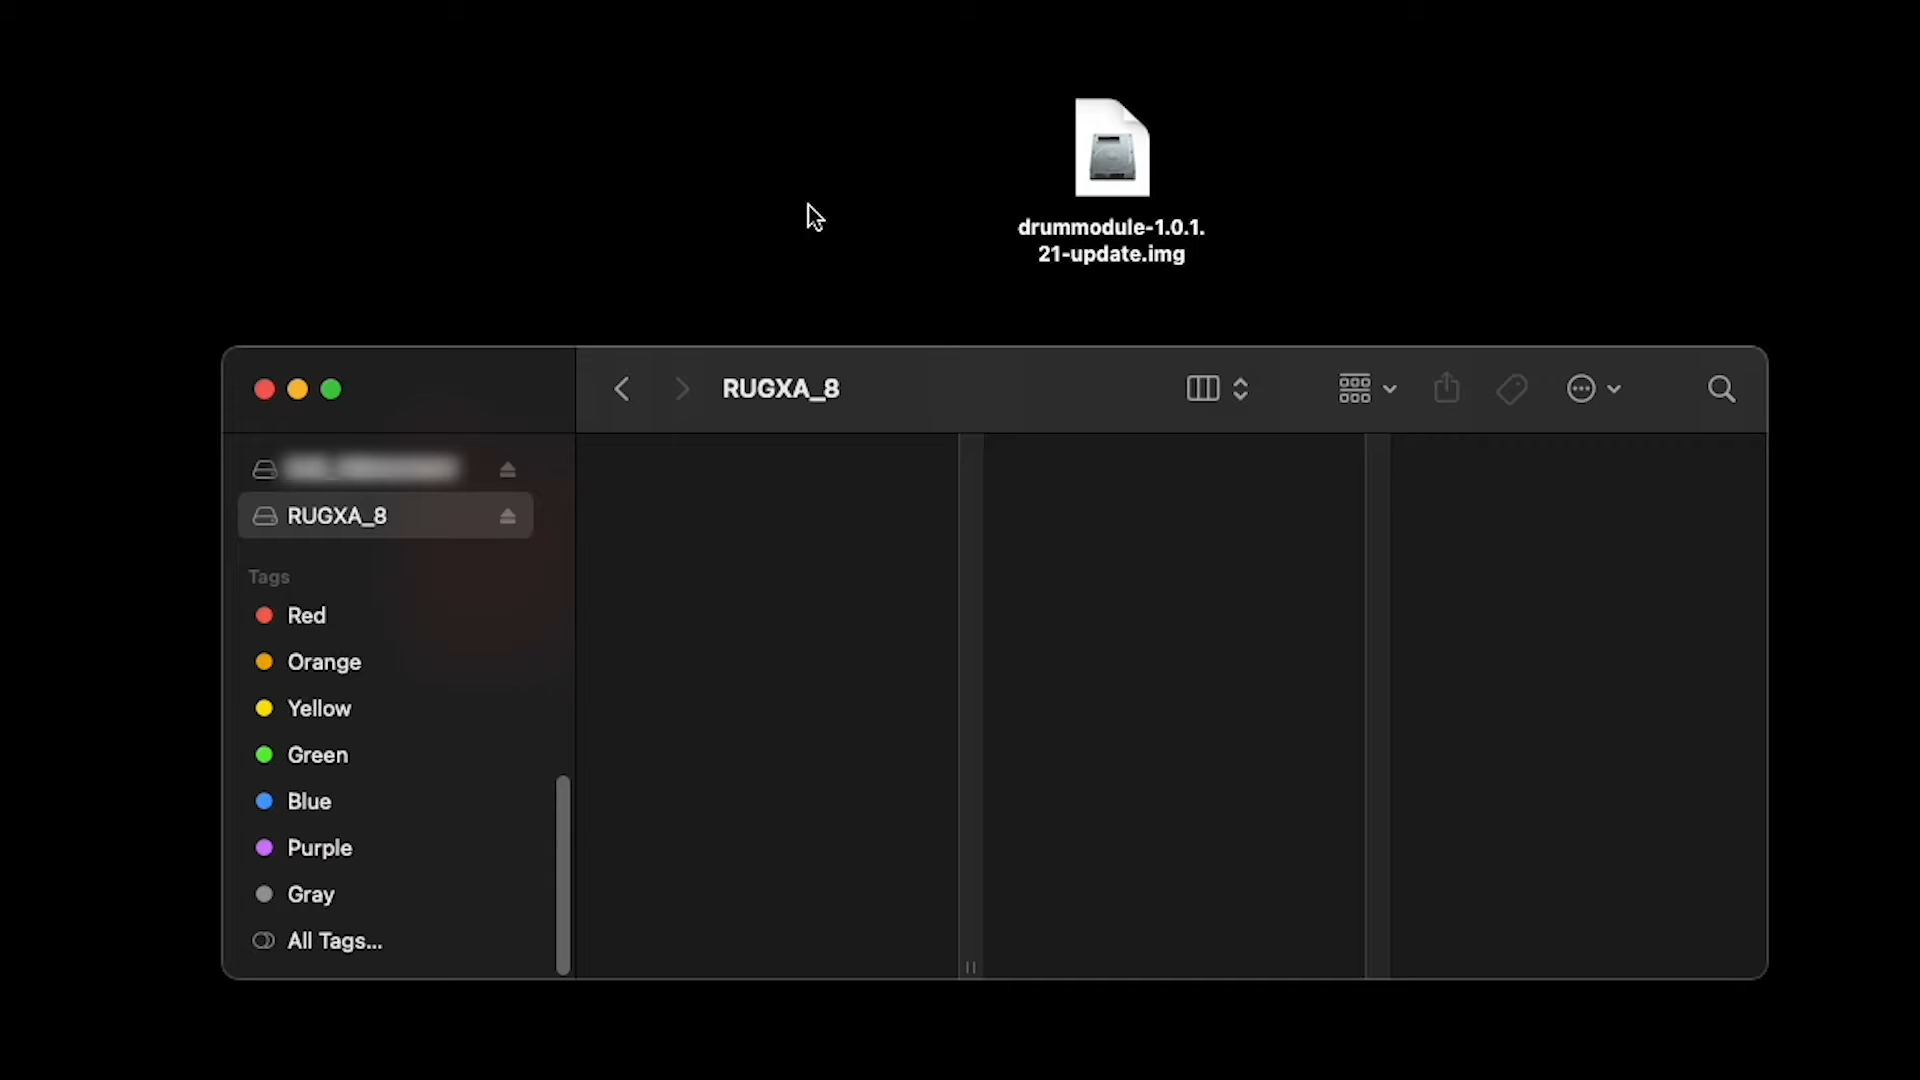 drummodule-1.0.1.
21-update.img
RUGXA_8
RUGXA_8
Tags
Red
Orange
Yellow
Green
Blue
Purple
Gray
All Tags...